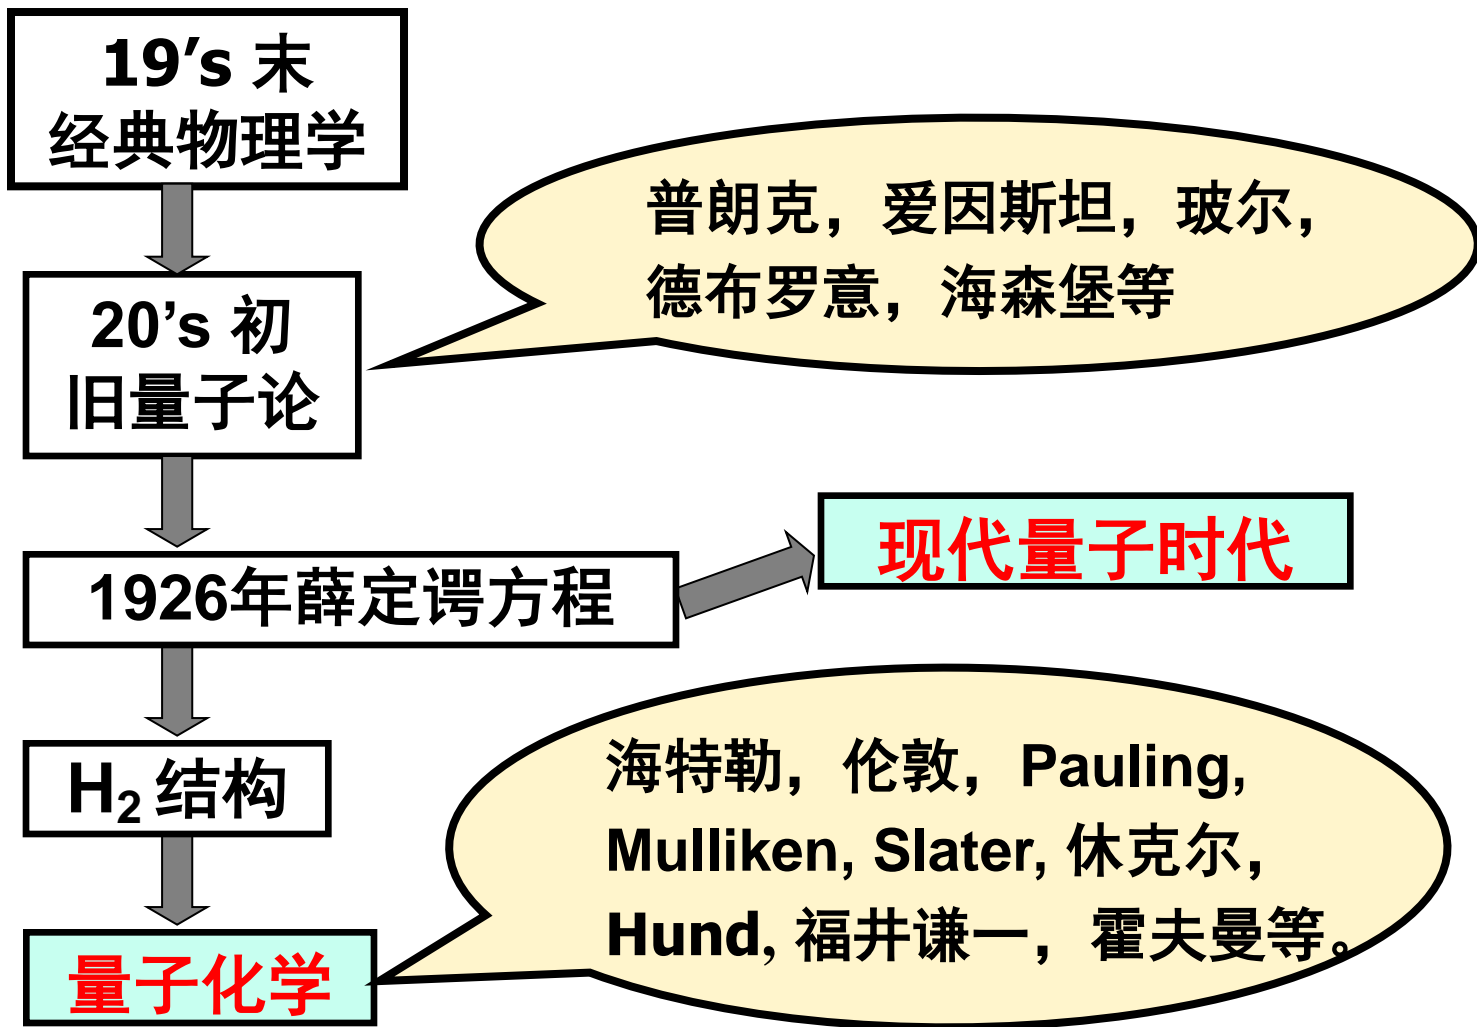 19’s 末
经典物理学
普朗克，爱因斯坦，玻尔，
德布罗意，海森堡等
20’s 初
旧量子论
现代量子时代
1926年薛定谔方程
H₂ 结构
海特勒，伦敦，Pauling,
Mulliken, Slater, 休克尔，
Hund, 福井谦一，霍夫曼等。
量子化学